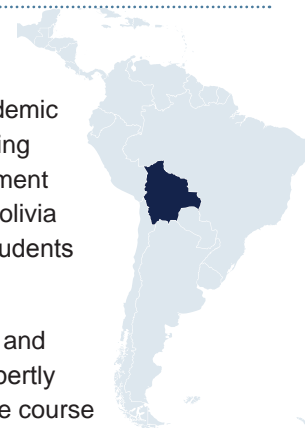 demic
ing
ment
olivia
udents
and
pertly
e course